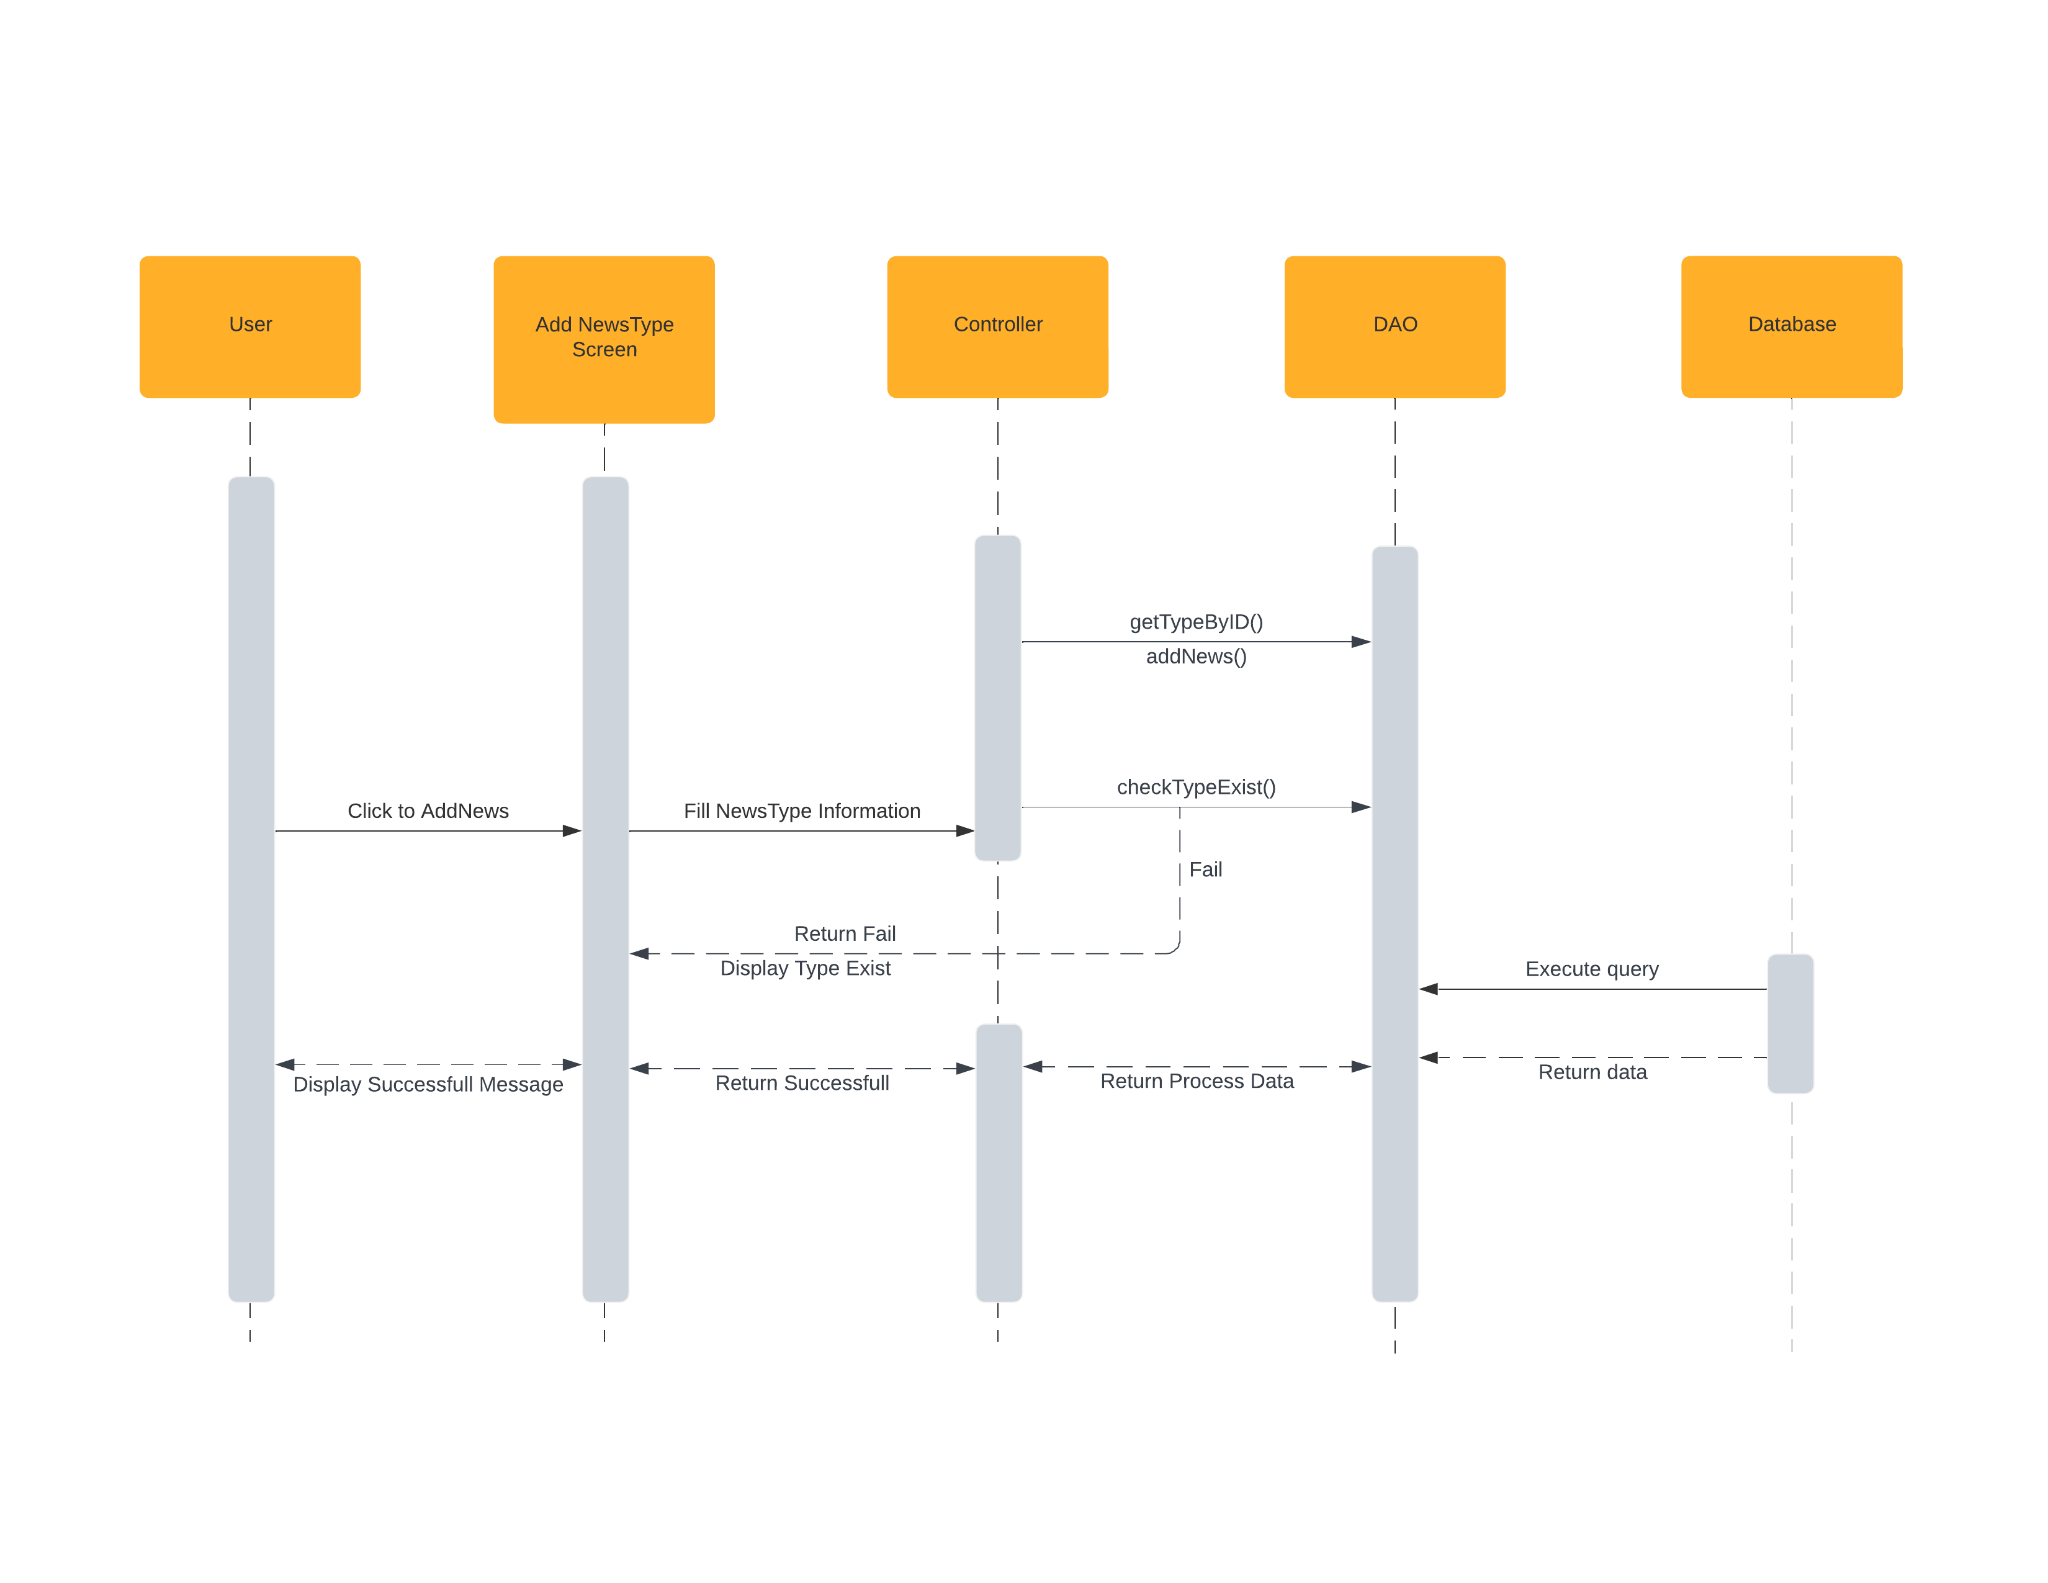 User
Add NewsType
Screen
Controller
DAO
Database
getTypeByID()
addNews()
checkTypeExist()
Click to AddNews
Fill NewsType Information
Fail
Return Fail
Display Type Exist
Execute query
Return data
Display Successfull Message
Return Successfull
Return Process Data